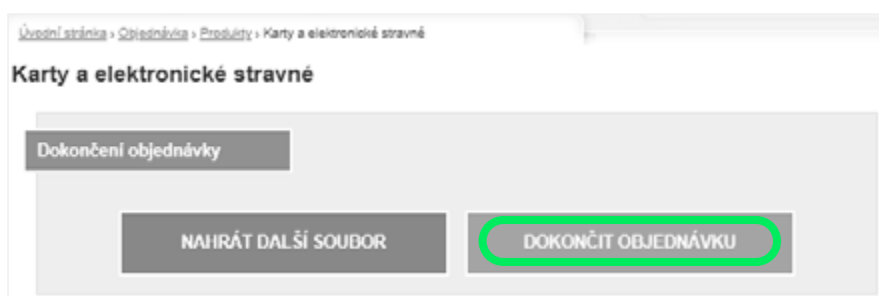 Úvodní stránka › Objednávka › Produkty › Karty a elektronické stravné
Karty a elektronické stravné
Dokončení objednávky
NAHRÁT DALŠÍ SOUBOR DOKONČIT OBJEDNÁVKU